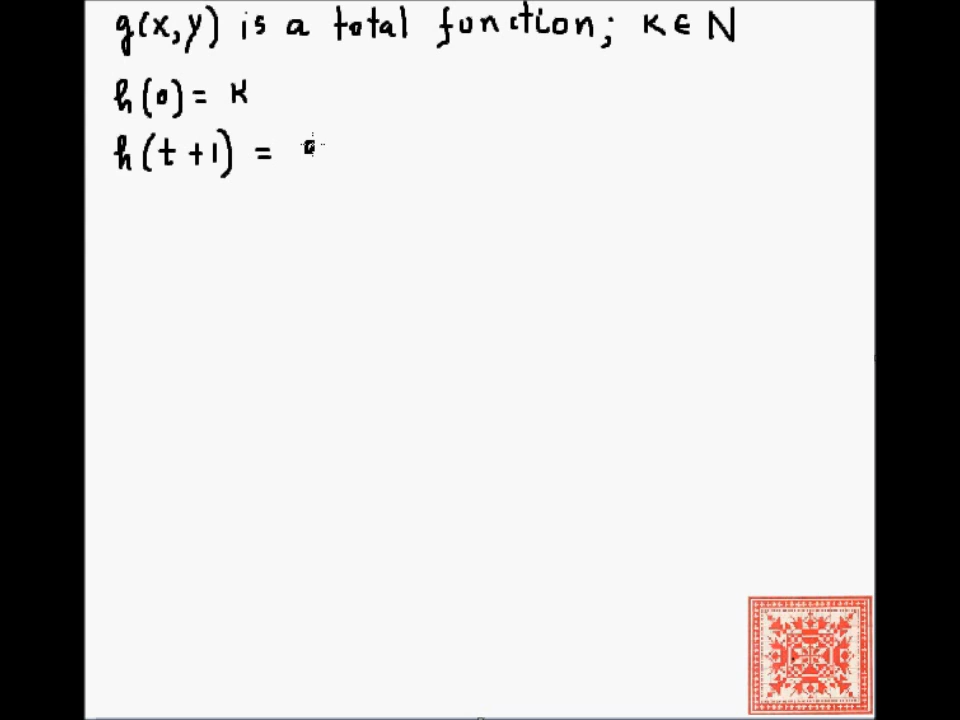 g(x,y) is a total function; K ∈ N
h(0) = K
h(t+1) =